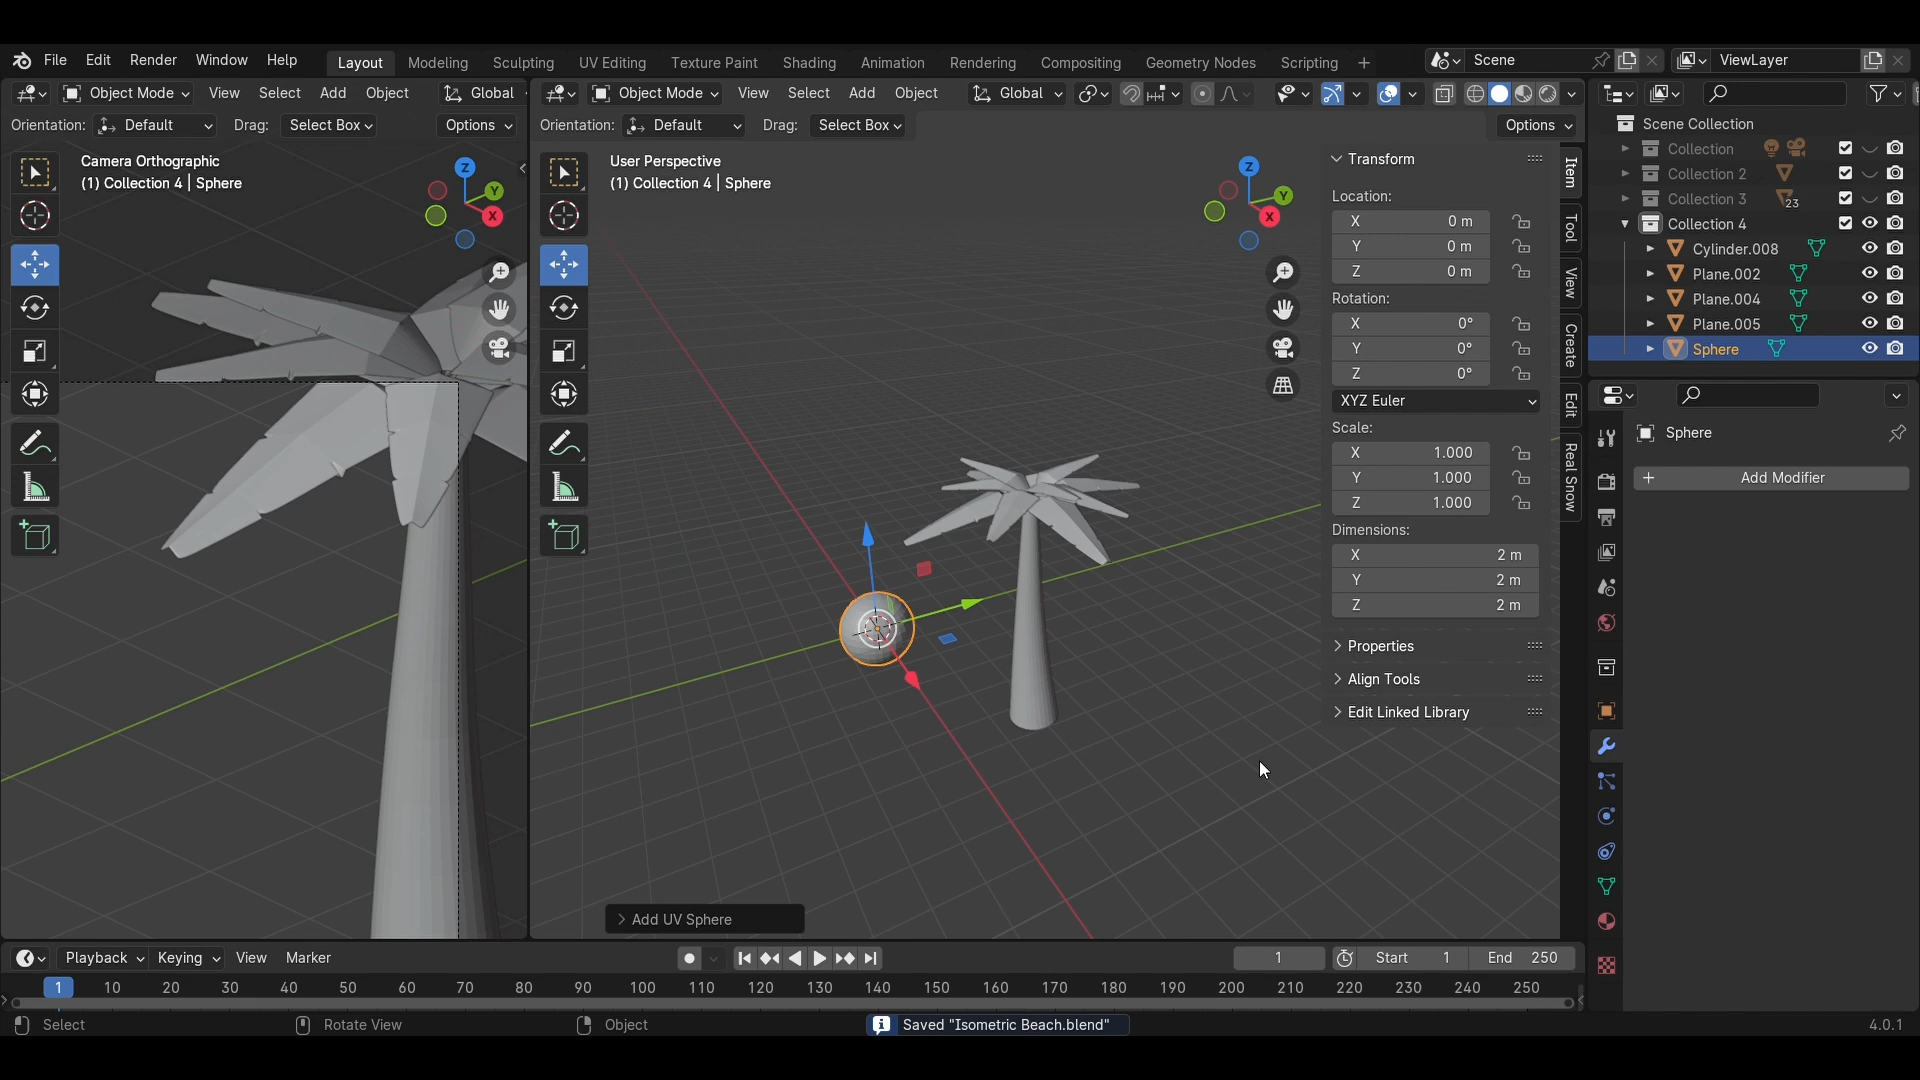 File Edit Render Window Help Layout Modeling Sculpting UV Editing Texture Paint Shading Animation Rendering Compositing Geometry Nodes Scripting + Scene ViewLayer
Object Mode View Select Add Object Global
Object Mode View Select Add Object Global
Orientation: Default Drag: Select Box Options
Orientation: Default Drag: Select Box Options
Camera Orthographic
(1) Collection 4 | Sphere
Z
Y
X
User Perspective
(1) Collection 4 | Sphere
Z
Y
X
Transform
Location:
X 0 m
Y 0 m
Z 0 m
Rotation:
X 0°
Y 0°
Z 0°
XYZ Euler
Scale:
X 1.000
Y 1.000
Z 1.000
Dimensions:
X 2 m
Y 2 m
Z 2 m
Properties
Align Tools
Edit Linked Library
Item
Tool
View
Create
Edit
Real Snow
Scene Collection
Collection
Collection 2
Collection 3 23
Collection 4
Cylinder.008
Plane.002
Plane.004
Plane.005
Sphere
Sphere
+ Add Modifier
Add UV Sphere
Playback Keying View Marker 1 Start 1 End 250
1 10 20 30 40 50 60 70 80 90 100 110 120 130 140 150 160 170 180 190 200 210 220 230 240 250
Select Rotate View Object Saved "Isometric Beach.blend" 4.0.1